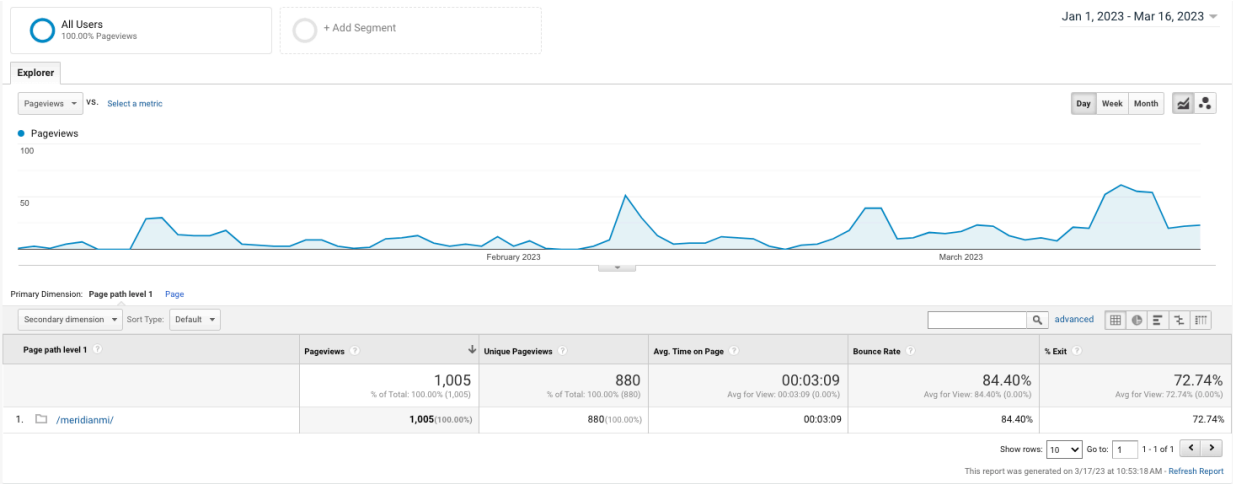 All Users
100.00% Pageviews
+ Add Segment
Jan 1, 2023 - Mar 16, 2023
Explorer
Pageviews vs. Select a metric
Day Week Month
Pageviews
100
50
February 2023 March 2023
Primary Dimension: Page path level 1 Page
Secondary dimension Sort Type: Default advanced
Page path level 1 ? Pageviews ? Unique Pageviews ? Avg. Time on Page ? Bounce Rate ? % Exit ?
1,005 880 00:03:09 84.40% 72.74%
% of Total: 100.00% (1,005) % of Total: 100.00% (880) Avg for View: 00:03:09 (0.00%) Avg for View: 84.40% (0.00%) Avg for View: 72.74% (0.00%)
1. /meridianmi/ 1,005(100.00%) 880(100.00%) 00:03:09 84.40% 72.74%
Show rows: 10 Go to: 1 1 - 1 of 1
This report was generated on 3/17/23 at 10:53:18 AM - Refresh Report